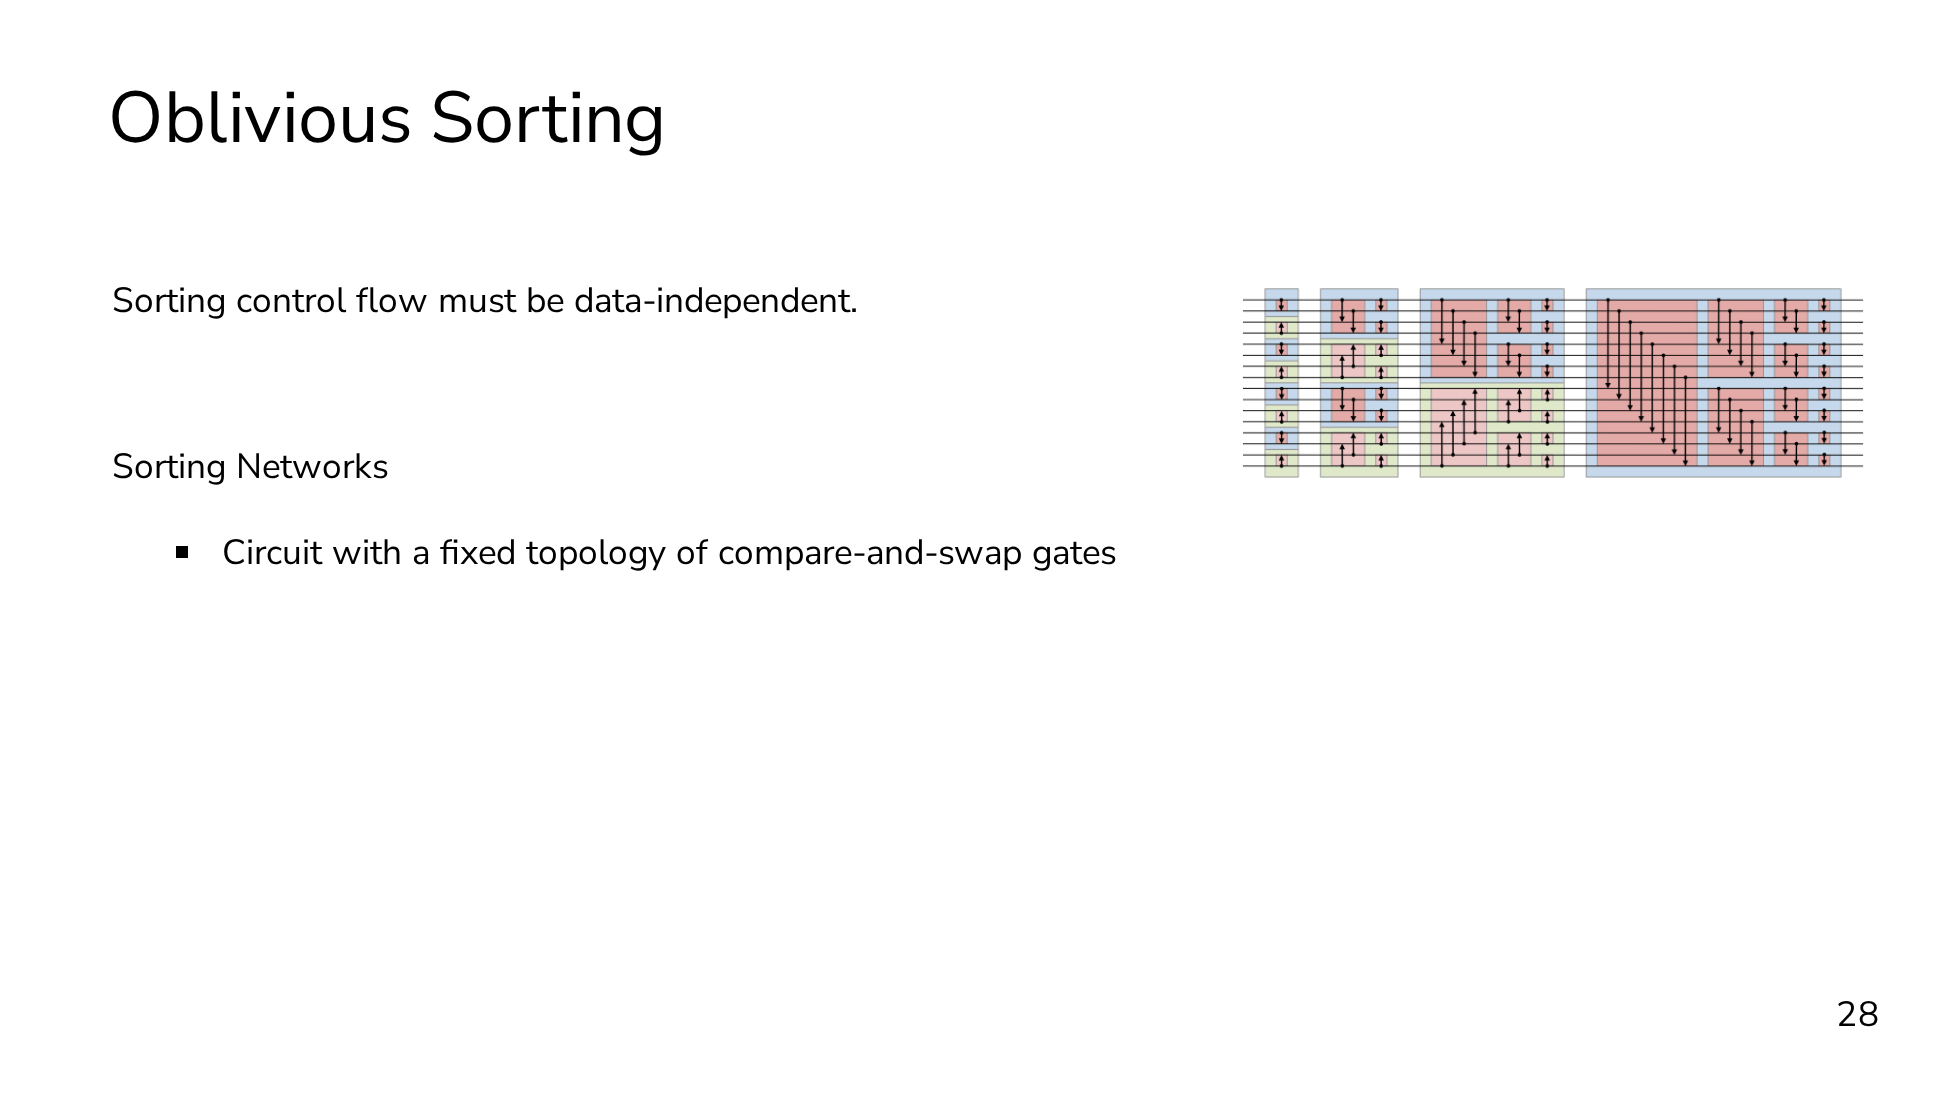 Oblivious Sorting
Sorting control flow must be data-independent.
Sorting Networks
▪ Circuit with a fixed topology of compare-and-swap gates
28